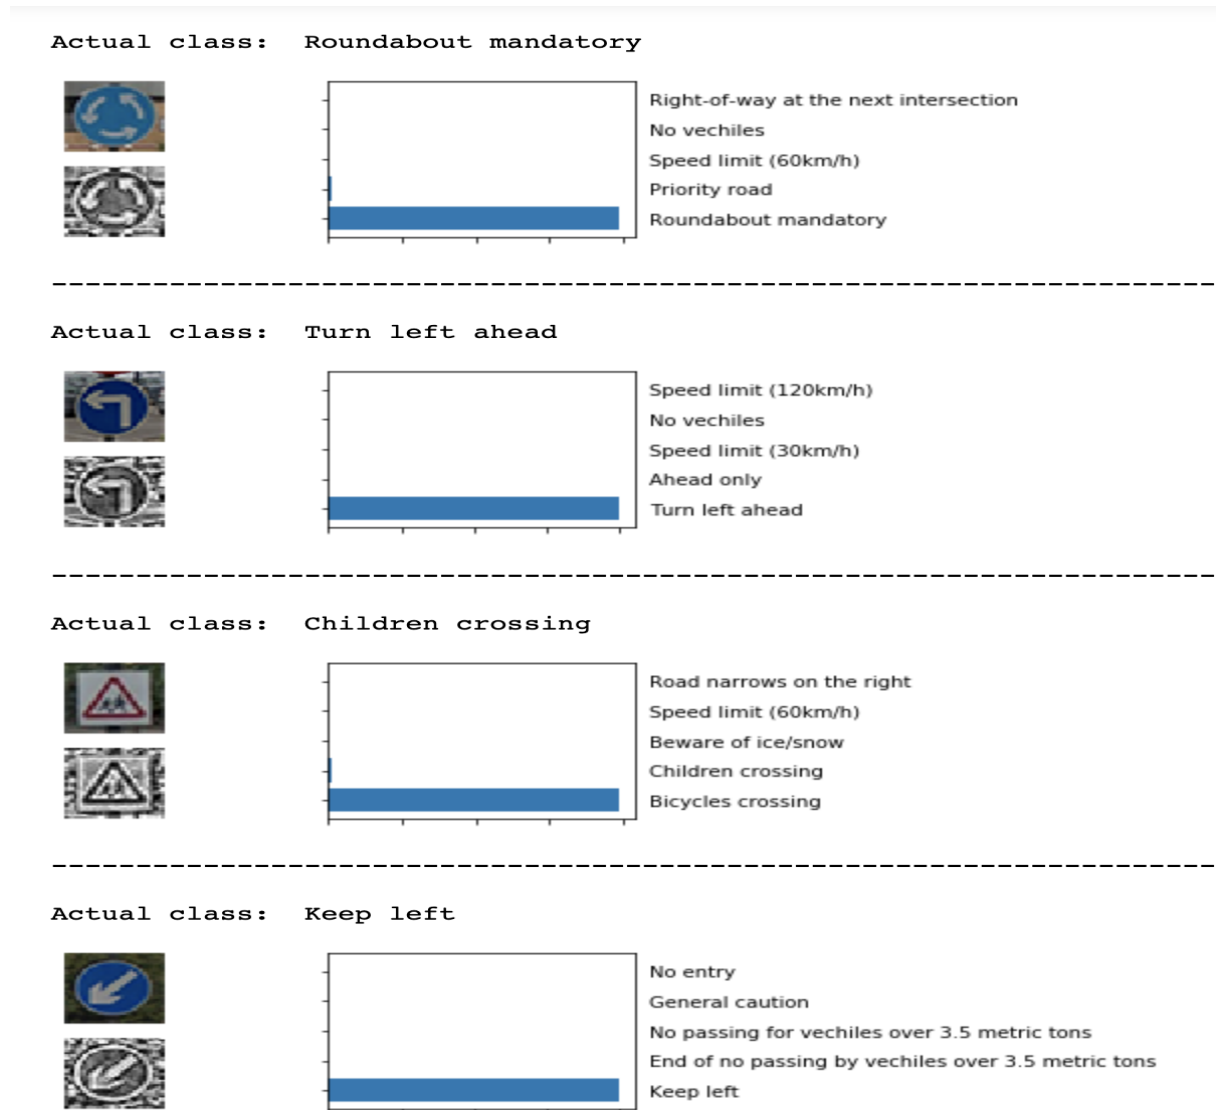 Actual class:  Roundabout mandatory
Right-of-way at the next intersection
No vechiles
Speed limit (60km/h)
Priority road
Roundabout mandatory
--------------------------------------------------------------------
Actual class:  Turn left ahead
Speed limit (120km/h)
No vechiles
Speed limit (30km/h)
Ahead only
Turn left ahead
--------------------------------------------------------------------
Actual class:  Children crossing
Road narrows on the right
Speed limit (60km/h)
Beware of ice/snow
Children crossing
Bicycles crossing
--------------------------------------------------------------------
Actual class:  Keep left
No entry
General caution
No passing for vechiles over 3.5 metric tons
End of no passing by vechiles over 3.5 metric tons
Keep left